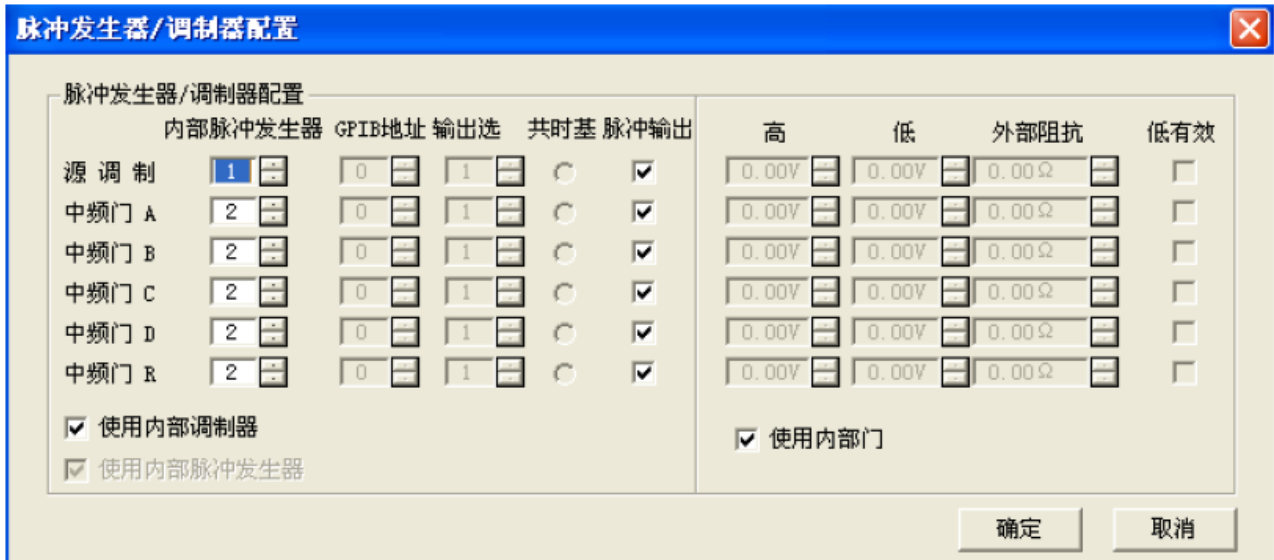 脉冲发生器/调制器配置
脉冲发生器/调制器配置
内部脉冲发生器 GPIB地址 输出选 共时基 脉冲输出 高 低 外部阻抗 低有效
源 调 制 1 0 1 0.00V 0.00V 0.00Ω
中频门 A 2 0 1 0.00V 0.00V 0.00Ω
中频门 B 2 0 1 0.00V 0.00V 0.00Ω
中频门 C 2 0 1 0.00V 0.00V 0.00Ω
中频门 D 2 0 1 0.00V 0.00V 0.00Ω
中频门 R 2 0 1 0.00V 0.00V 0.00Ω
使用内部调制器 使用内部门
使用内部脉冲发生器
确定 取消